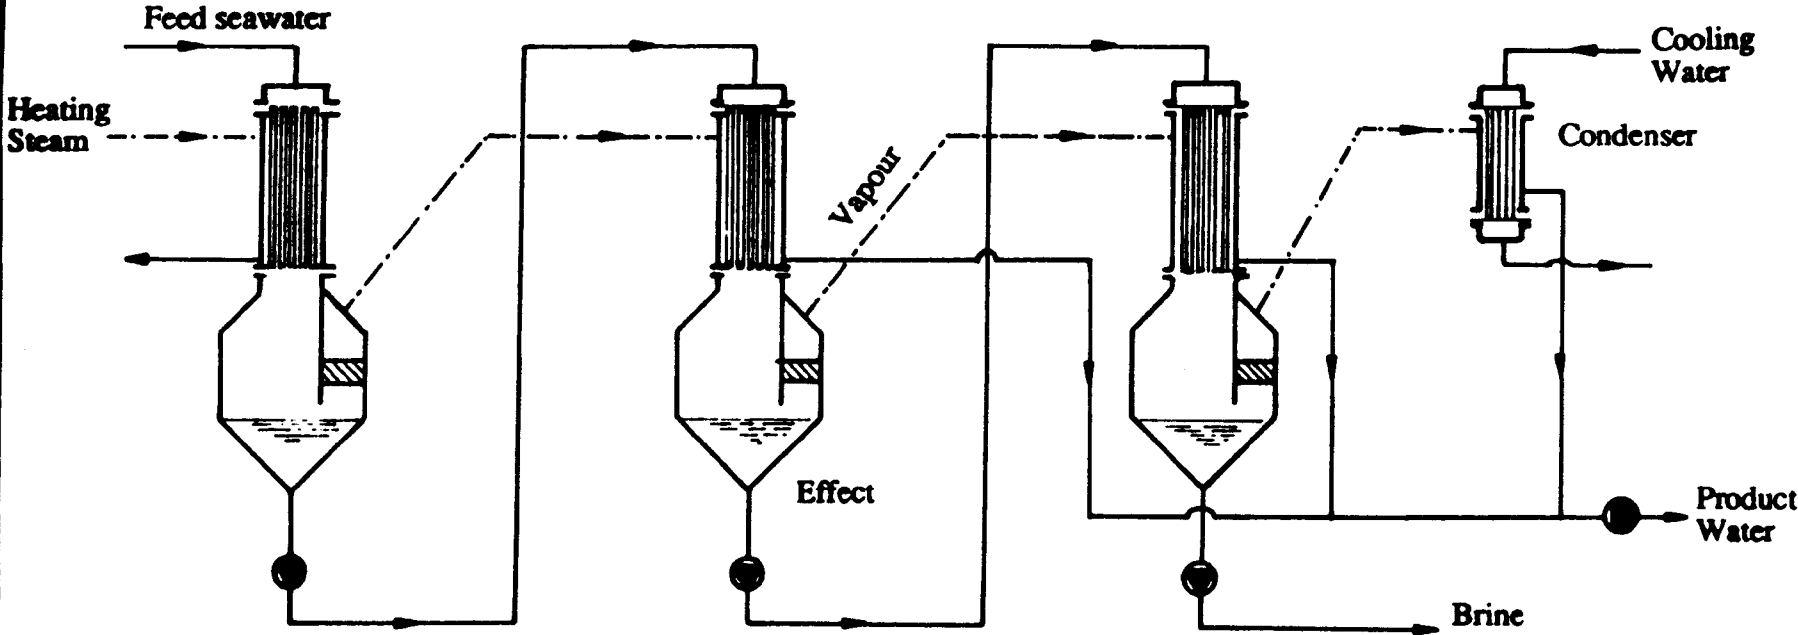 Feed seawater
Cooling
Water
Heating
Steam
Condenser
Vapour
Effect
Product
Water
Brine